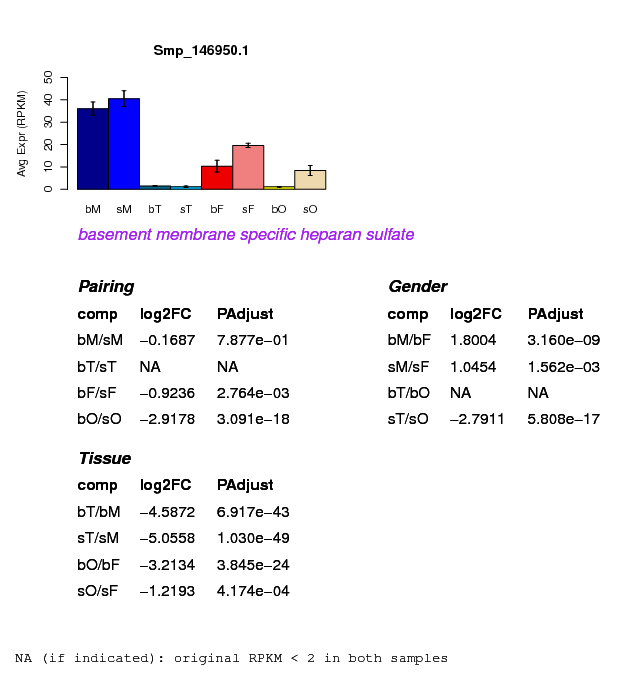 Smp_146950.1
Avg Expr (RPKM)
50
40
30
20
10
0
bM sM bT sT bF sF bO sO
basement membrane specific heparan sulfate
Pairing
comp log2FC PAdjust
bM/sM −0.1687 7.877e−01
bT/sT NA NA
bF/sF −0.9236 2.764e−03
bO/sO −2.9178 3.091e−18
Gender
comp log2FC PAdjust
bM/bF 1.8004 3.160e−09
sM/sF 1.0454 1.562e−03
bT/bO NA NA
sT/sO −2.7911 5.808e−17
Tissue
comp log2FC PAdjust
bT/bM −4.5872 6.917e−43
sT/sM −5.0558 1.030e−49
bO/bF −3.2134 3.845e−24
sO/sF −1.2193 4.174e−04
NA (if indicated): original RPKM < 2 in both samples